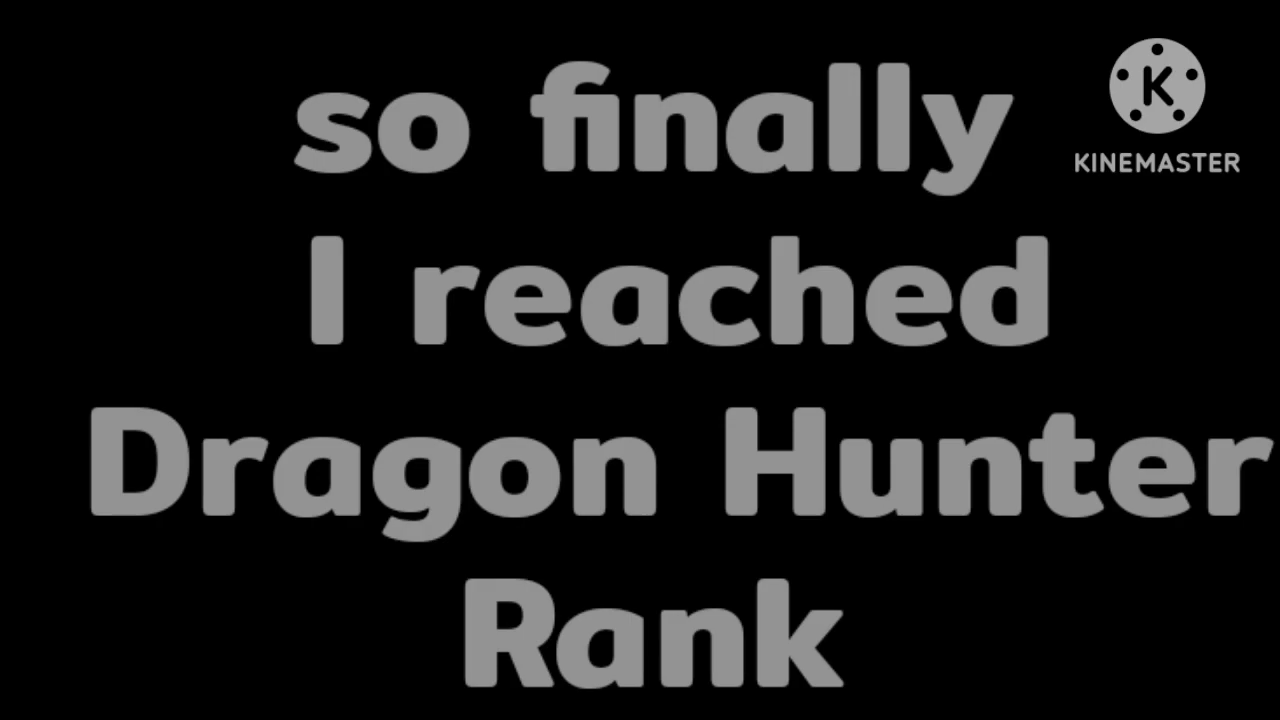 so finally
I reached
Dragon Hunter
Rank
K
KINEMASTER